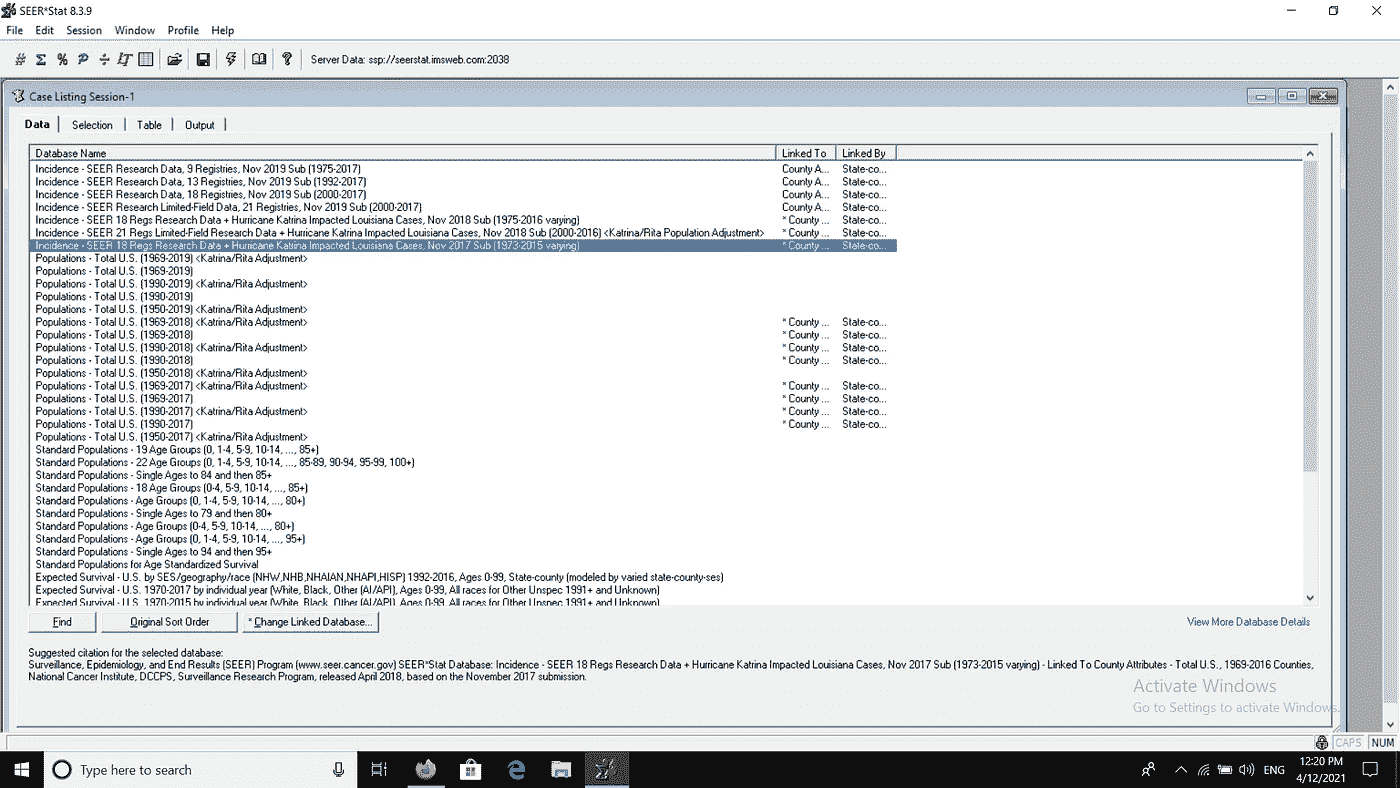 SEER*Stat 8.3.9
File Edit Session Window Profile Help
Server Data: ssp://seerstat.imsweb.com:2038
Case Listing Session-1
Data Selection Table Output
Database Name Linked To Linked By
Incidence - SEER Research Data, 9 Registries, Nov 2019 Sub (1975-2017) County A... State-co...
Incidence - SEER Research Data, 13 Registries, Nov 2019 Sub (1992-2017) County A... State-co...
Incidence - SEER Research Data, 18 Registries, Nov 2019 Sub (2000-2017) County A... State-co...
Incidence - SEER Research Limited-Field Data, 21 Registries, Nov 2019 Sub (2000-2017) County A... State-co...
Incidence - SEER 18 Regs Research Data + Hurricane Katrina Impacted Louisiana Cases, Nov 2018 Sub (1975-2016 varying) * County ... State-co...
Incidence - SEER 21 Regs Limited-Field Research Data + Hurricane Katrina Impacted Louisiana Cases, Nov 2018 Sub (2000-2016) <Katrina/Rita Population Adjustment> * County ... State-co...
Incidence - SEER 18 Regs Research Data + Hurricane Katrina Impacted Louisiana Cases, Nov 2017 Sub (1973-2015 varying) * County ... State-co...
Populations - Total U.S. (1969-2019) <Katrina/Rita Adjustment>
Populations - Total U.S. (1969-2019)
Populations - Total U.S. (1990-2019) <Katrina/Rita Adjustment>
Populations - Total U.S. (1990-2019)
Populations - Total U.S. (1950-2019) <Katrina/Rita Adjustment>
Populations - Total U.S. (1969-2018) <Katrina/Rita Adjustment> * County ... State-co...
Populations - Total U.S. (1969-2018) * County ... State-co...
Populations - Total U.S. (1990-2018) <Katrina/Rita Adjustment> * County ... State-co...
Populations - Total U.S. (1990-2018) * County ... State-co...
Populations - Total U.S. (1950-2018) <Katrina/Rita Adjustment>
Populations - Total U.S. (1969-2017) <Katrina/Rita Adjustment> * County ... State-co...
Populations - Total U.S. (1969-2017) * County ... State-co...
Populations - Total U.S. (1990-2017) <Katrina/Rita Adjustment> * County ... State-co...
Populations - Total U.S. (1990-2017) * County ... State-co...
Populations - Total U.S. (1950-2017) <Katrina/Rita Adjustment>
Standard Populations - 19 Age Groups (0, 1-4, 5-9, 10-14, ..., 85+)
Standard Populations - 22 Age Groups (0, 1-4, 5-9, 10-14, ..., 85-89, 90-94, 95-99, 100+)
Standard Populations - Single Ages to 84 and then 85+
Standard Populations - 18 Age Groups (0-4, 5-9, 10-14, ..., 85+)
Standard Populations - Age Groups (0, 1-4, 5-9, 10-14, ..., 80+)
Standard Populations - Single Ages to 79 and then 80+
Standard Populations - Age Groups (0-4, 5-9, 10-14, ..., 80+)
Standard Populations - Age Groups (0, 1-4, 5-9, 10-14, ..., 95+)
Standard Populations - Single Ages to 94 and then 95+
Standard Populations for Age Standardized Survival
Expected Survival - U.S. by SES/geography/race (NHW,NHB,NHAIAN,NHAPI,HISP) 1992-2016, Ages 0-99, State-county (modeled by varied state-county-ses)
Expected Survival - U.S. 1970-2017 by individual year (White, Black, Other (AI/API), Ages 0-99, All races for Other Unspec 1991+ and Unknown)
Expected Survival - U.S. 1970-2015 by individual year (White, Black, Other (AI/API), Ages 0-99, All races for Other Unspec 1991+ and Unknown)
Find Original Sort Order * Change Linked Database... View More Database Details
Suggested citation for the selected database:
Surveillance, Epidemiology, and End Results (SEER) Program (www.seer.cancer.gov) SEER*Stat Database: Incidence - SEER 18 Regs Research Data + Hurricane Katrina Impacted Louisiana Cases, Nov 2017 Sub (1973-2015 varying) - Linked To County Attributes - Total U.S., 1969-2016 Counties,
National Cancer Institute, DCCPS, Surveillance Research Program, released April 2018, based on the November 2017 submission.
Activate Windows
Go to Settings to activate Windows.
CAPS NUM
Type here to search
ENG
12:20 PM
4/12/2021